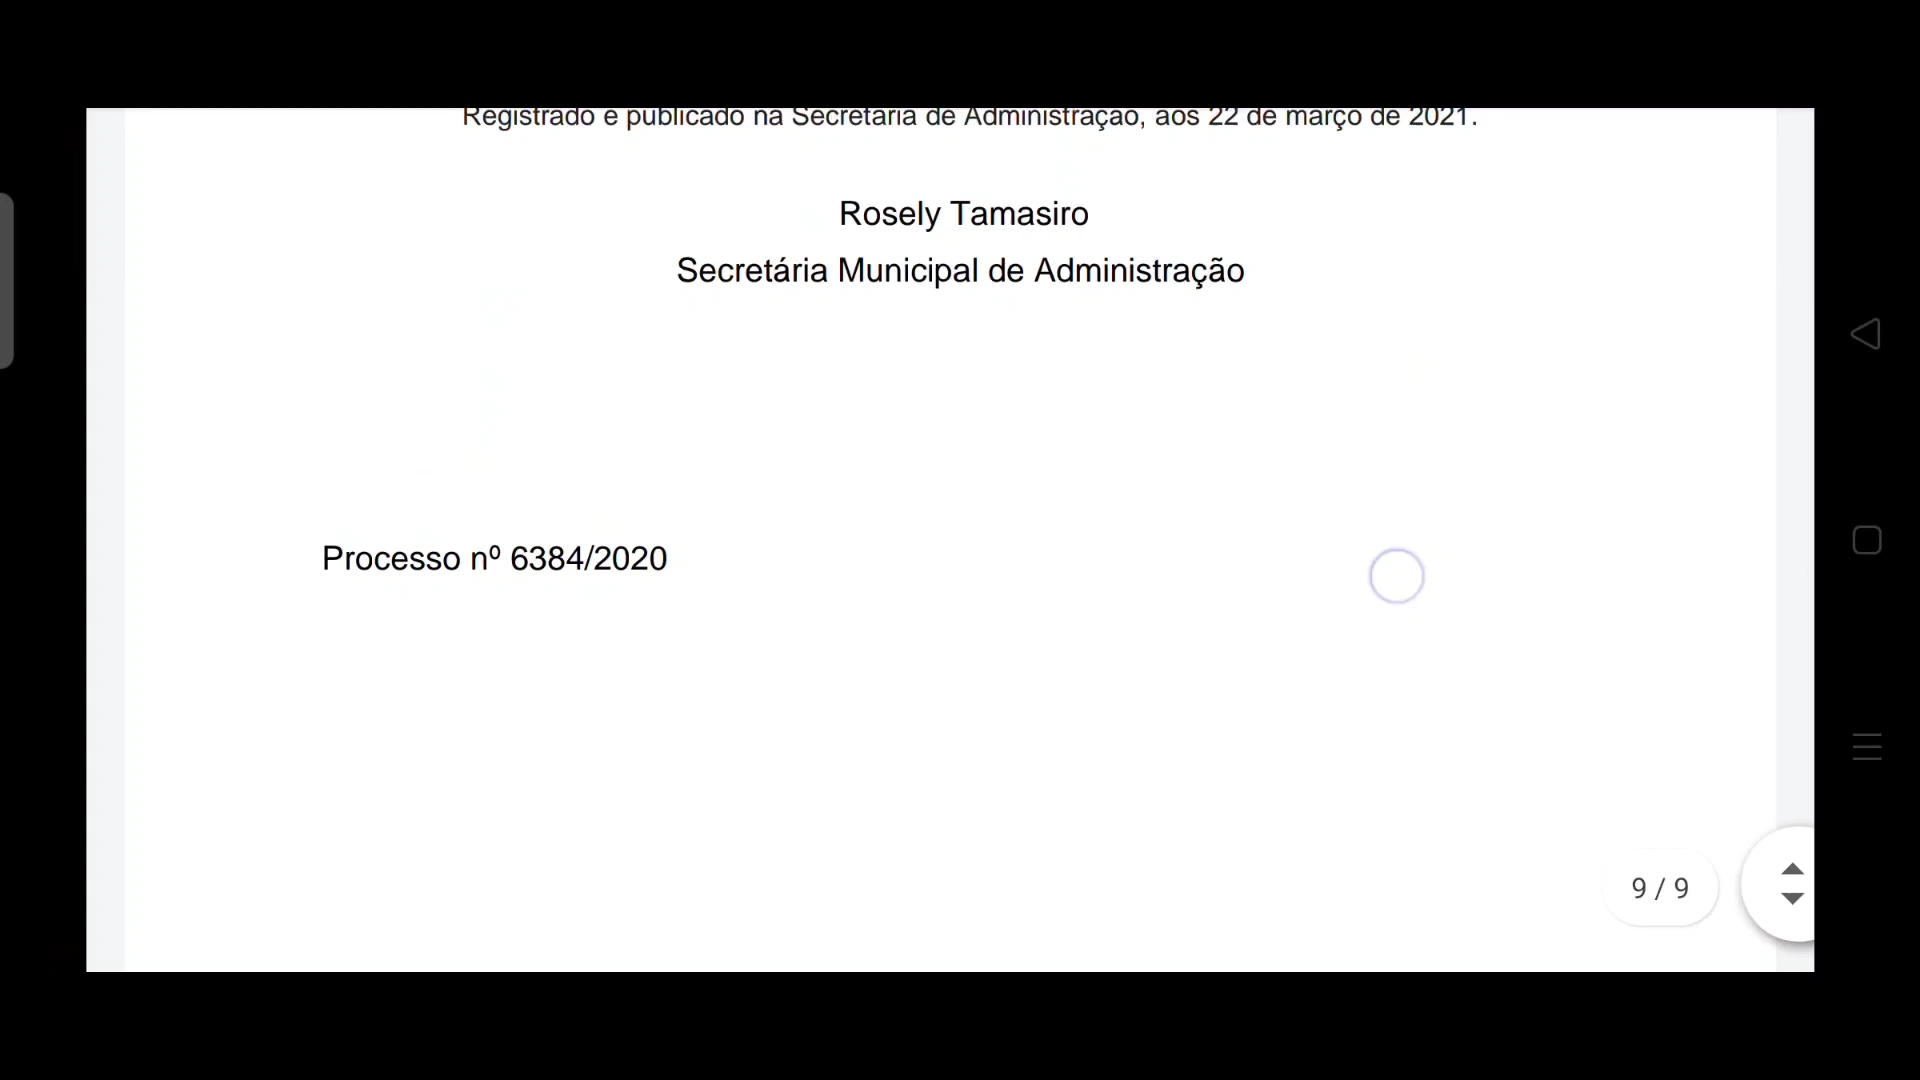 Registrado e publicado na Secretaria de Administração, aos 22 de março de 2021.
Rosely Tamasiro
Secretária Municipal de Administração
Processo nº 6384/2020
9 / 9